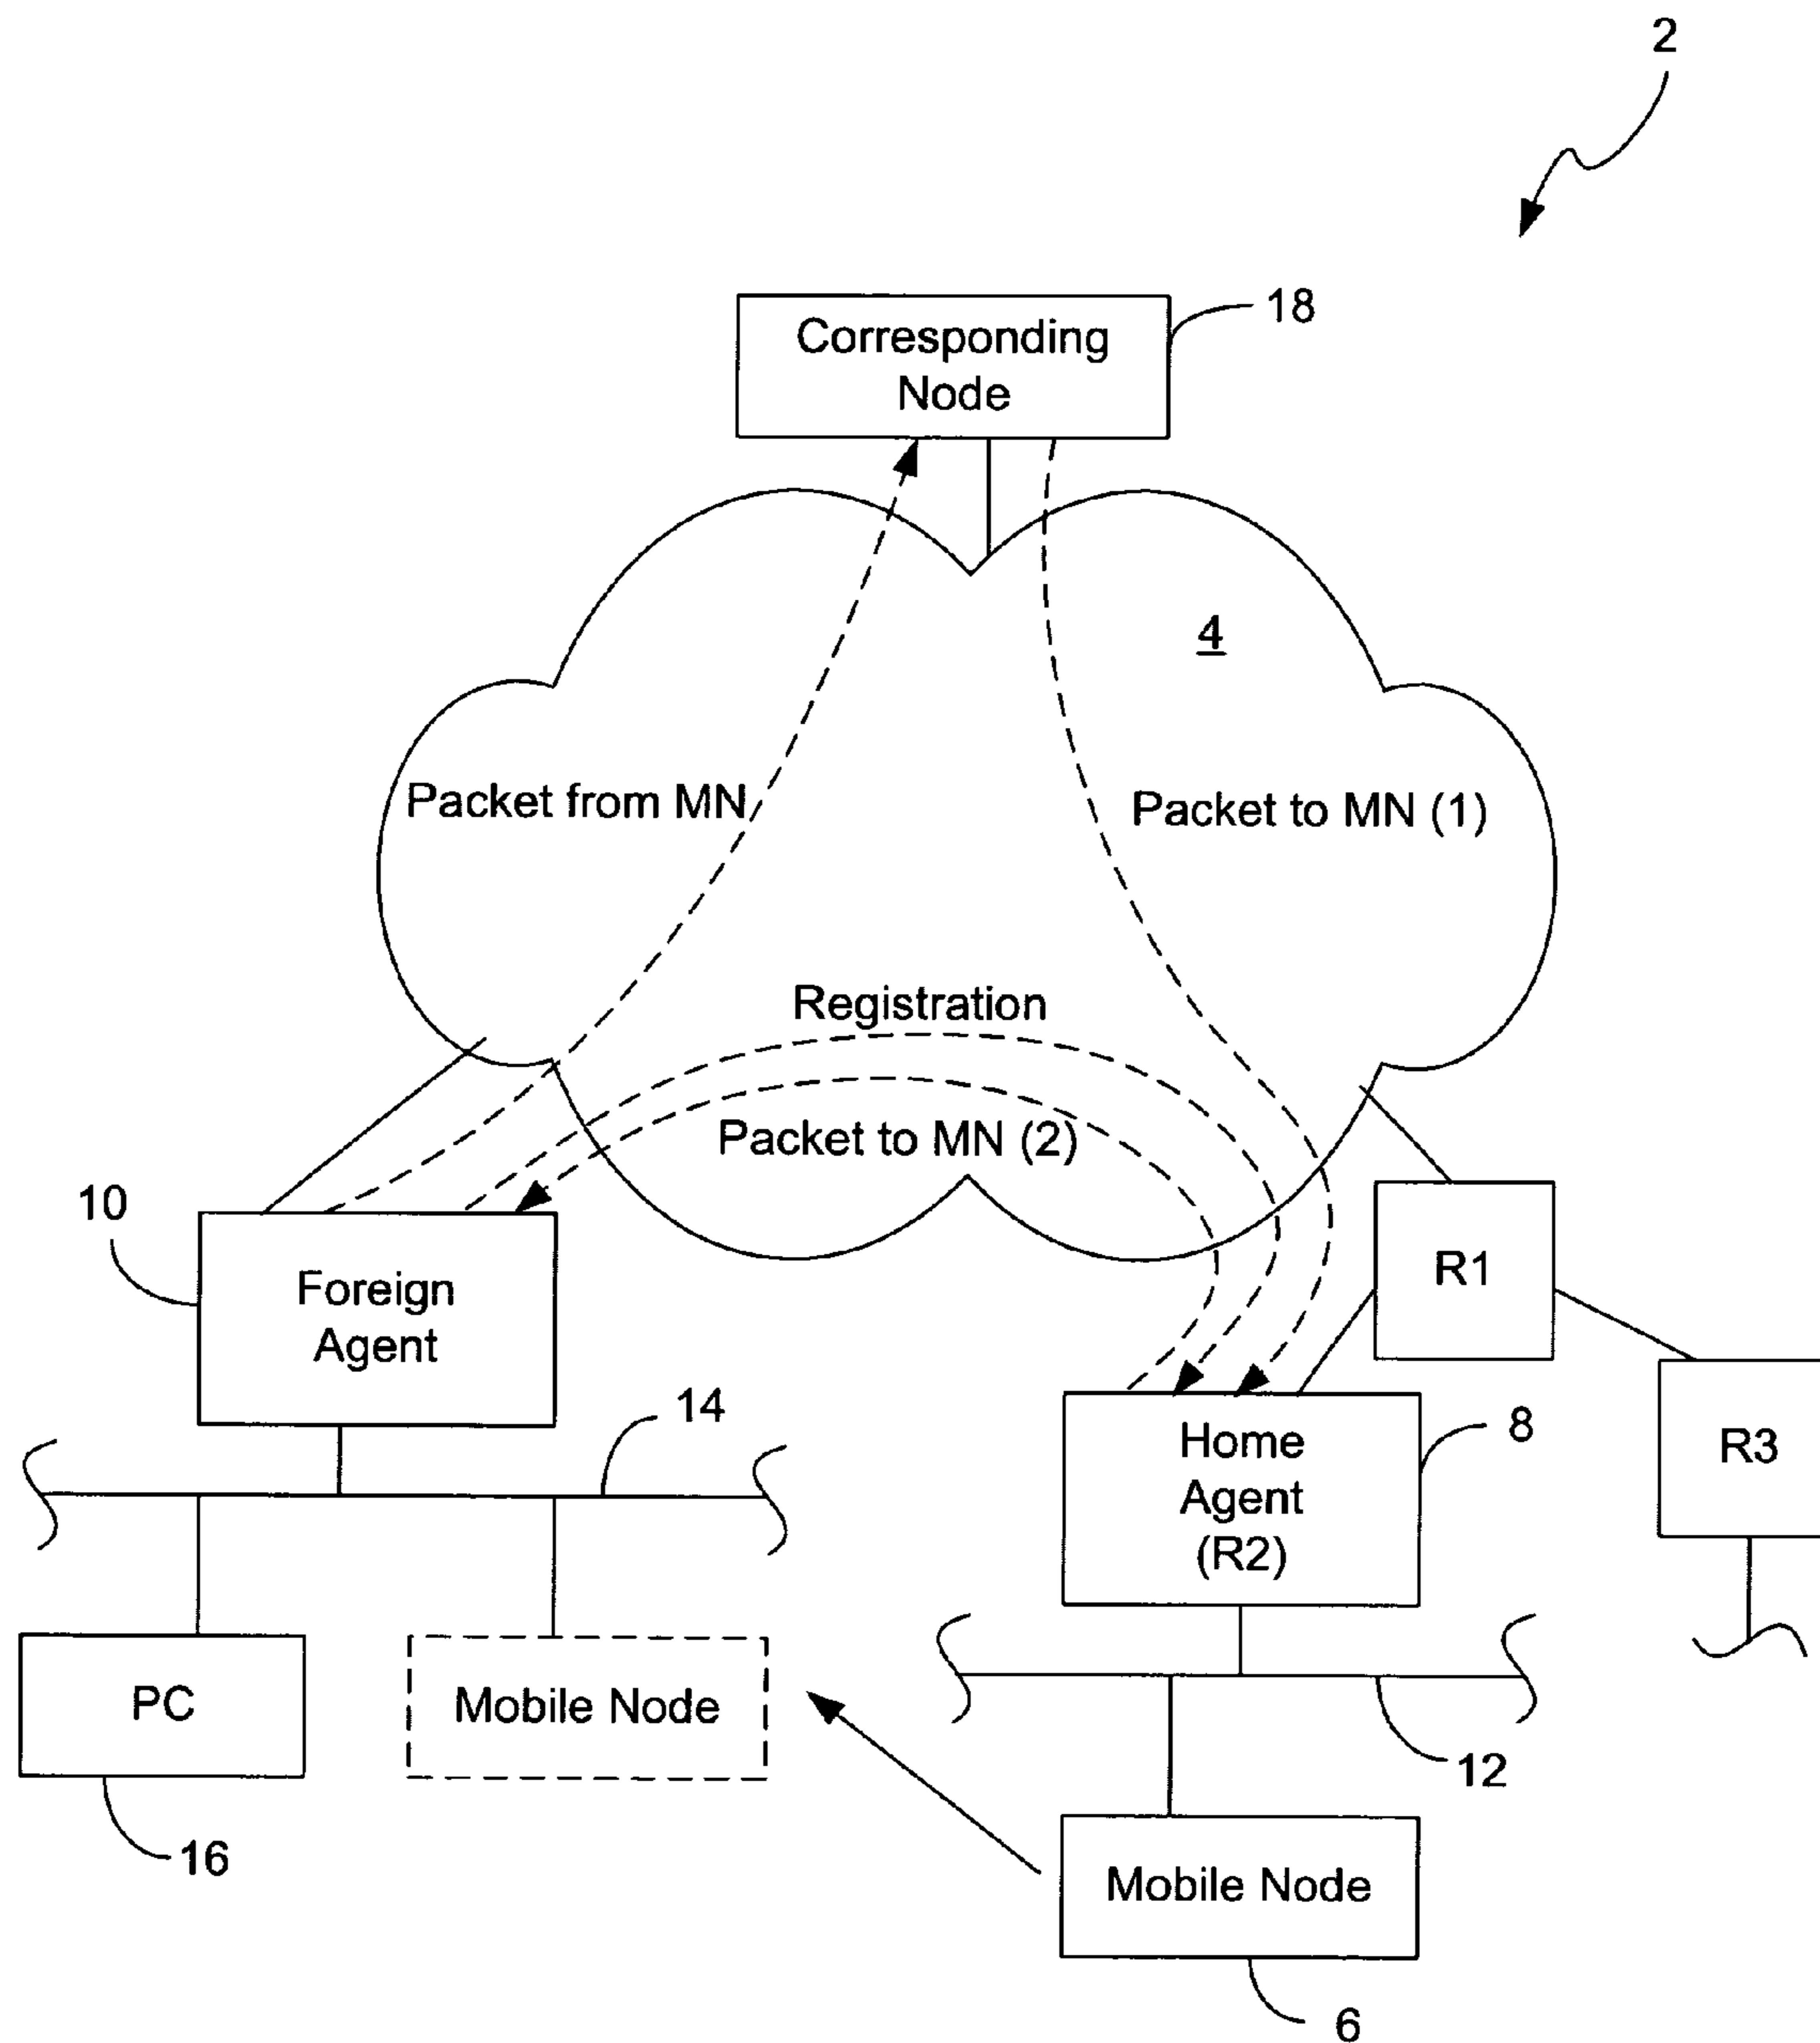 2
Corresponding
Node
18
4
Packet from MN
Packet to MN (1)
Registration
Packet to MN (2)
10
Foreign
Agent
R1
14
Home
Agent
(R2)
8
R3
PC
Mobile Node
12
16
Mobile Node
6